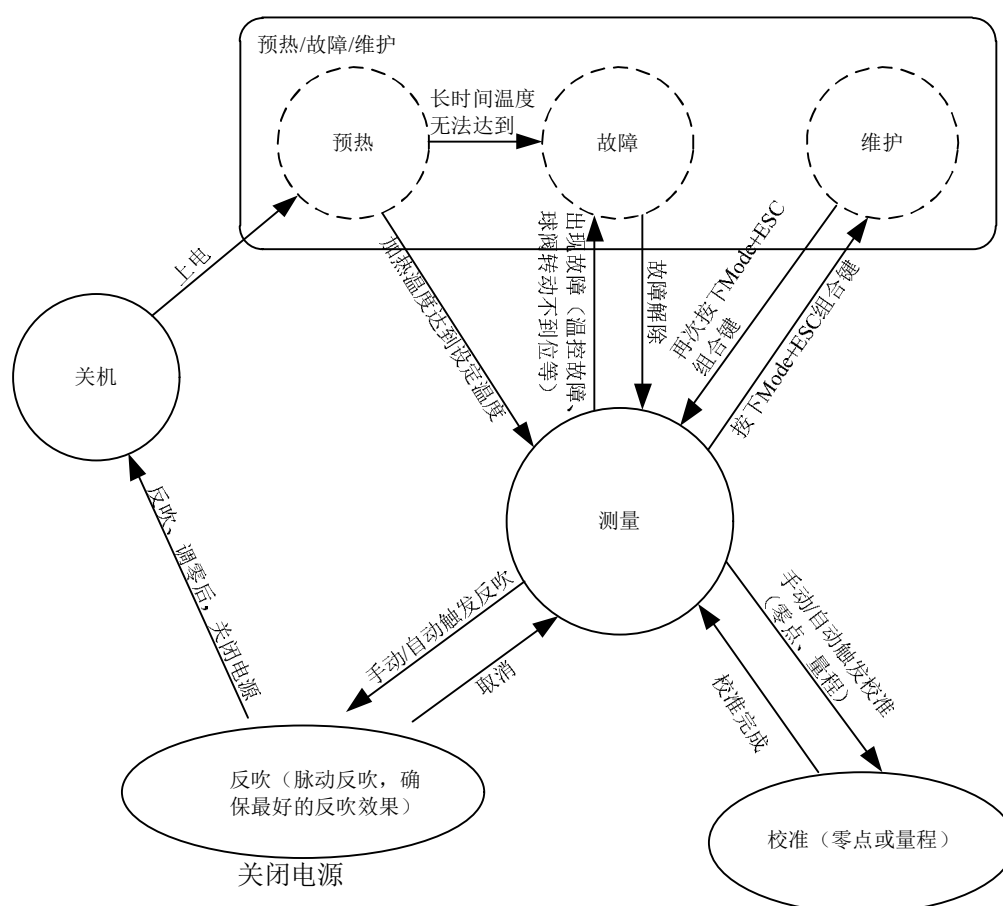 预热/故障/维护
长时间温度
无法达到
预热
故障
维护
上电
加热温度达到设定温度
出现故障（温控故障、
球阀转动不到位等）
故障解除
再次按下Mode+ESC
组合键
按下Mode+ESC组合键
关机
测量
反吹、调零后，关闭电源
手动/自动触发反吹
取消
手动/自动触发校准
（零点、量程）
校准完成
反吹（脉动反吹，确
保最好的反吹效果）
校准（零点或量程）
关闭电源